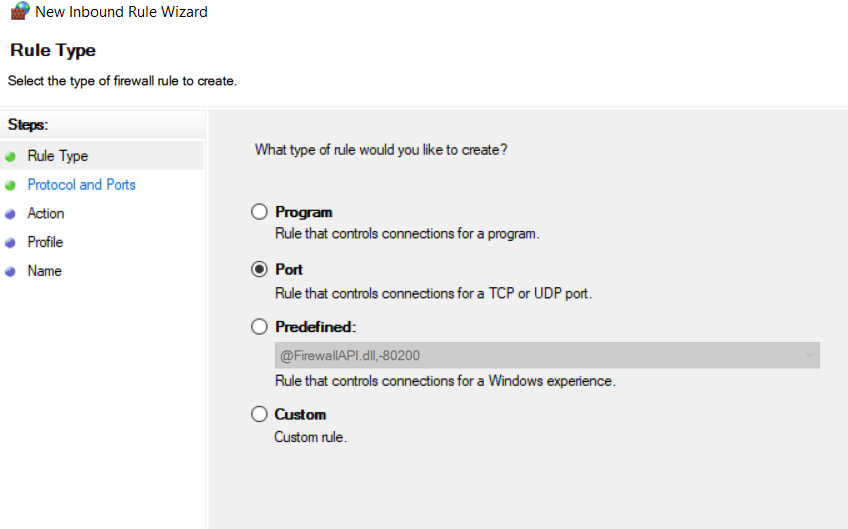 New Inbound Rule Wizard
Rule Type
Select the type of firewall rule to create.
Steps:
Rule Type
Protocol and Ports
Action
Profile
Name
What type of rule would you like to create?
Program
Rule that controls connections for a program.
Port
Rule that controls connections for a TCP or UDP port.
Predefined:
@FirewallAPI.dll,-80200
Rule that controls connections for a Windows experience.
Custom
Custom rule.